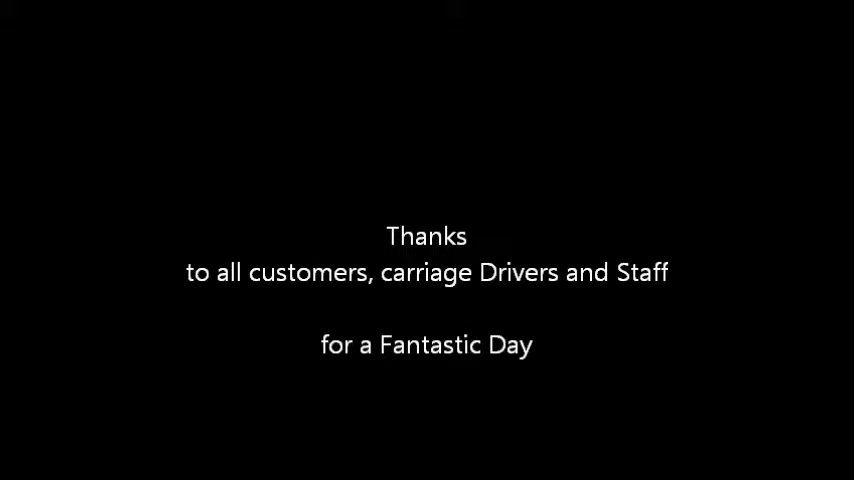 Thanks
to all customers, carriage Drivers and Staff
for a Fantastic Day